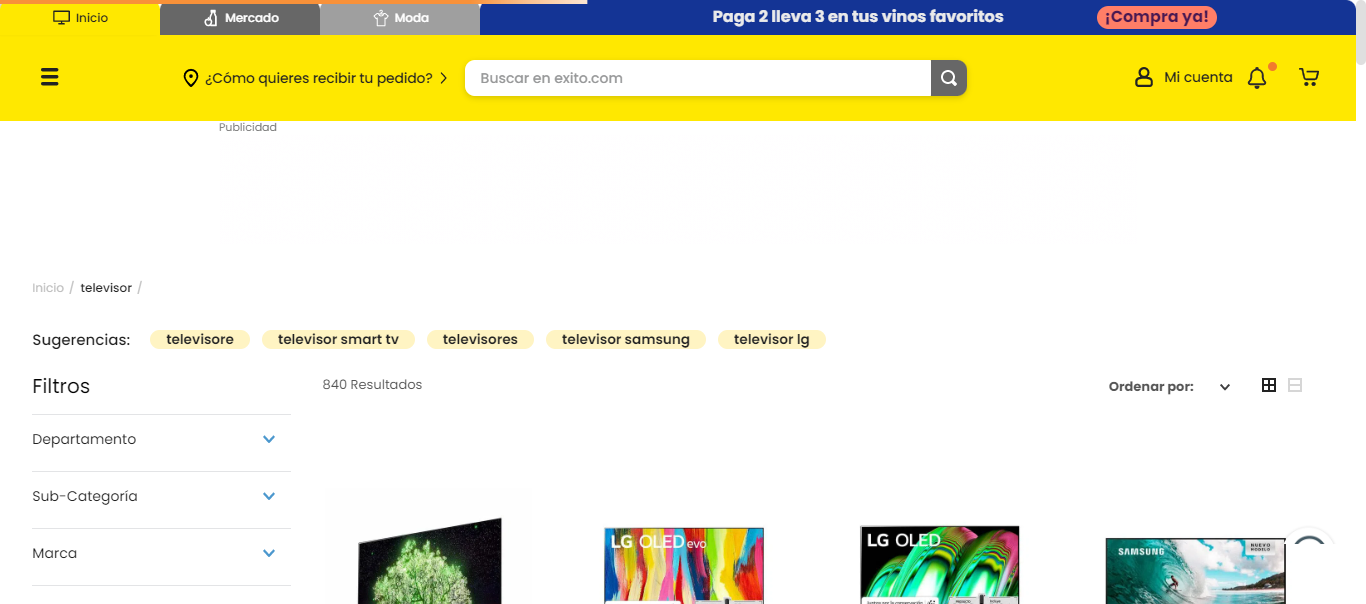 Inicio
Mercado
Moda
Paga 2 lleva 3 en tus vinos favoritos
¡Compra ya!
¿Cómo quieres recibir tu pedido?
Buscar en exito.com
Mi cuenta
Publicidad
Inicio / televisor /
Sugerencias:
televisore
televisor smart tv
televisores
televisor samsung
televisor lg
Filtros
840 Resultados
Ordenar por:
Departamento
Sub-Categoría
Marca
LG OLED evo
LG OLED
SAMSUNG
NUEVO
MODELO